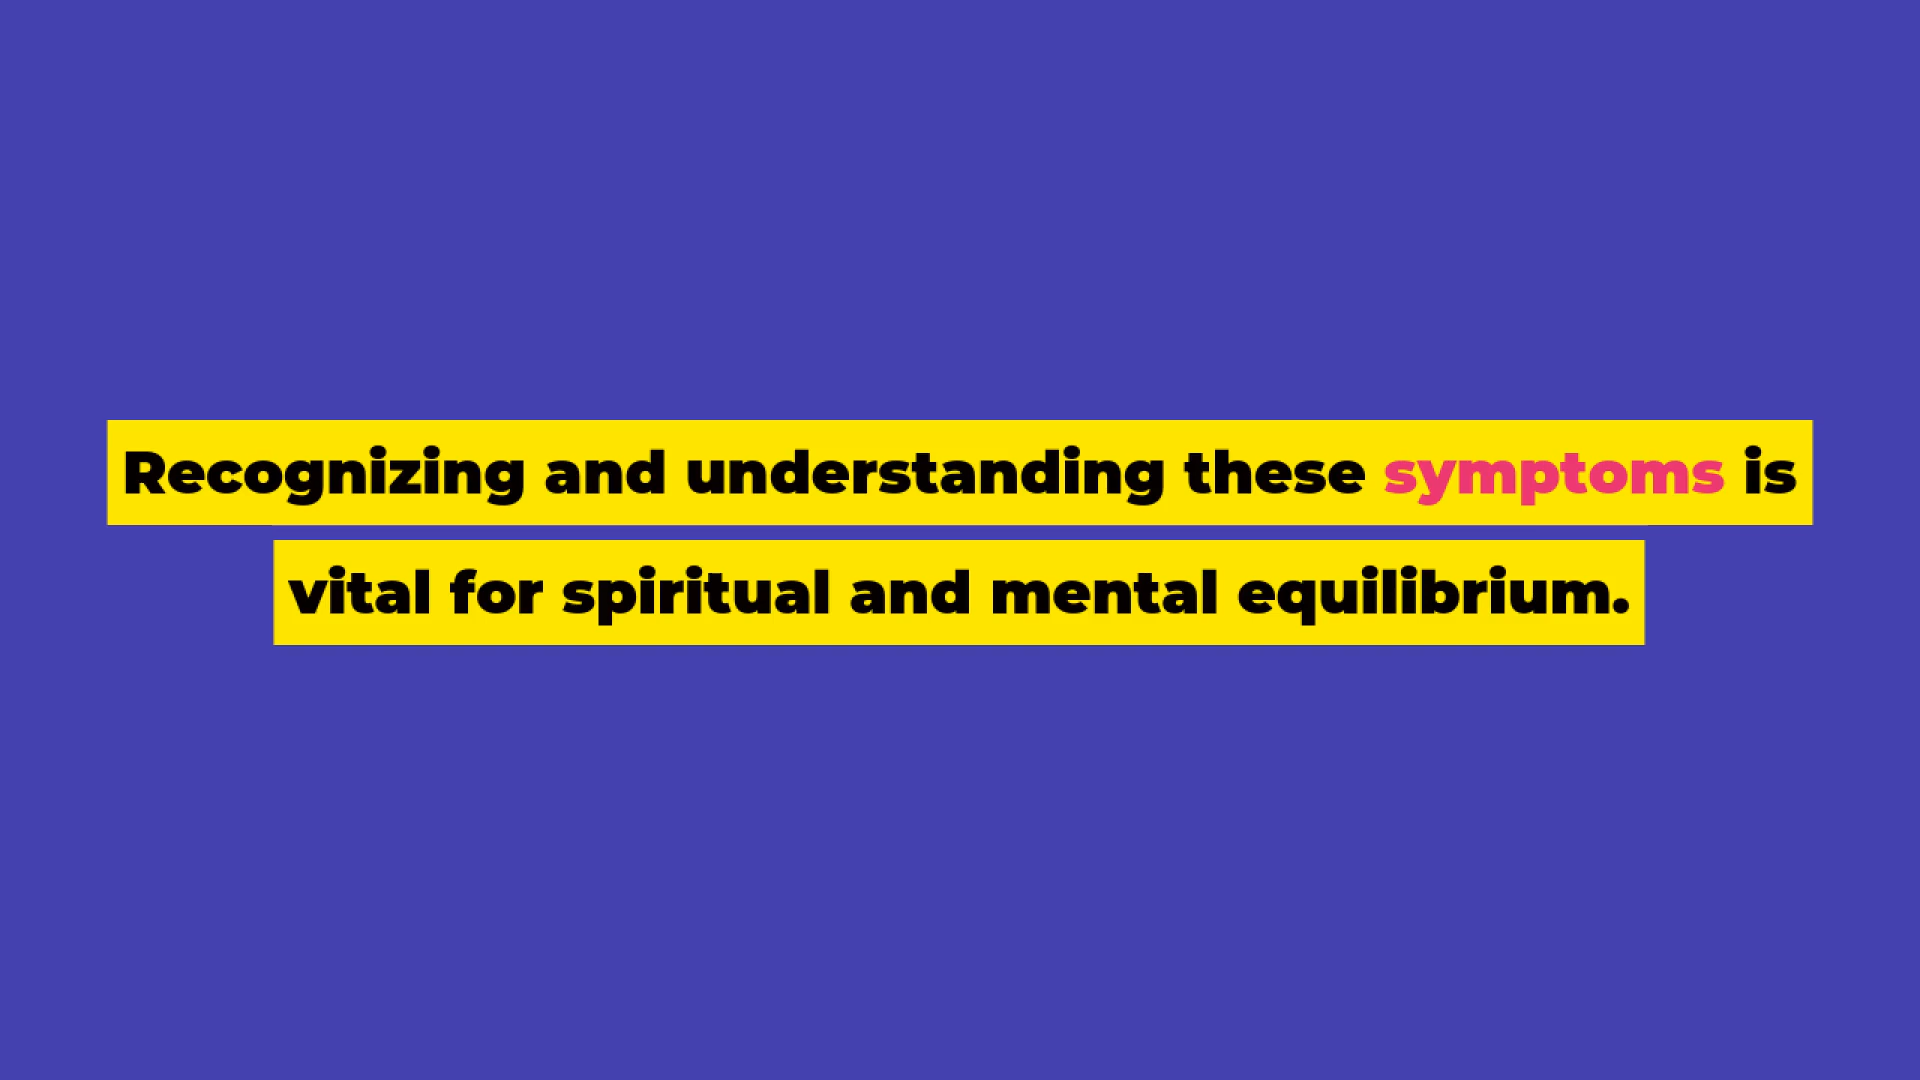 Recognizing and understanding these symptoms is
vital for spiritual and mental equilibrium.